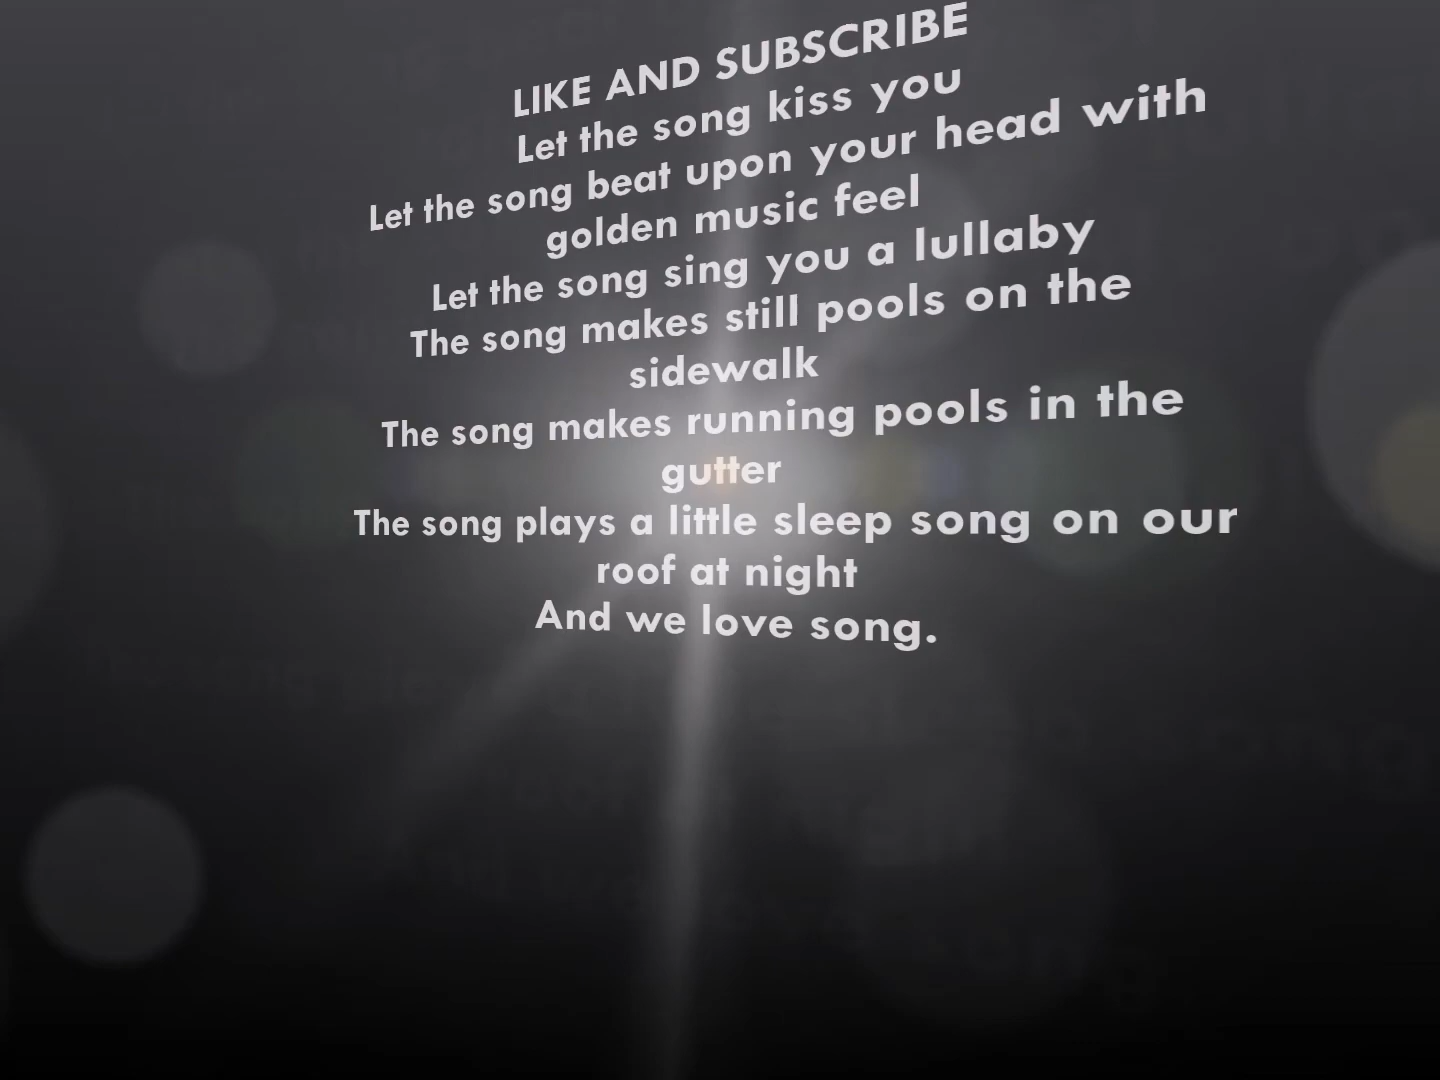 LIKE AND SUBSCRIBE
Let the song kiss you
Let the song beat upon your head with
golden music feel
Let the song sing you a lullaby
The song makes still pools on the
sidewalk
The song makes running pools in the
gutter
The song plays a little sleep song on our
roof at night
And we love song.